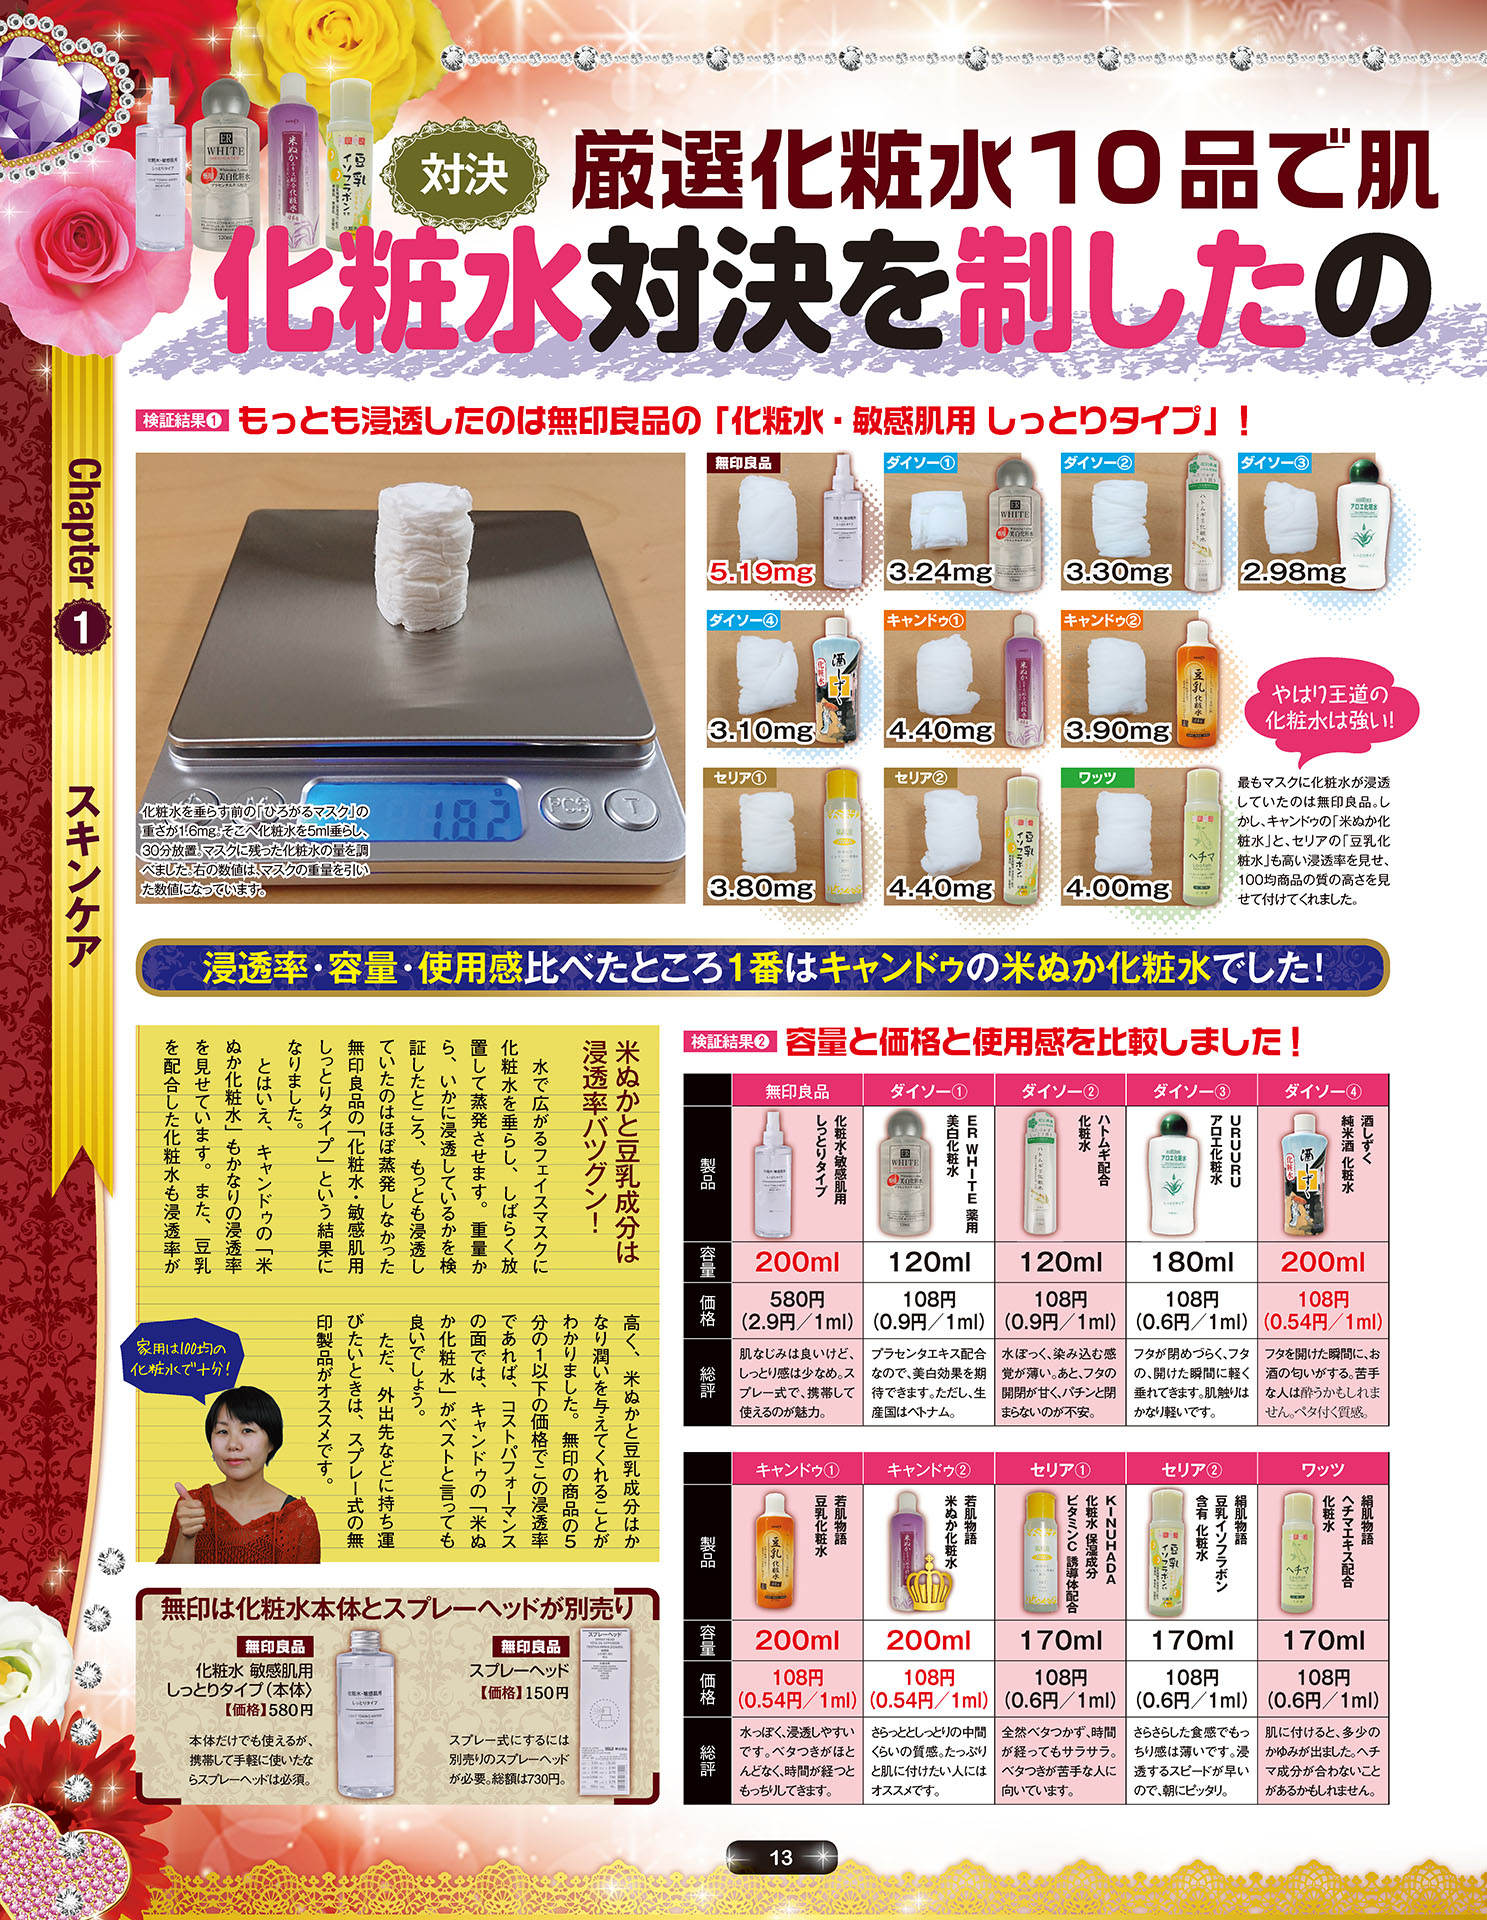 対決
厳選化粧水10品で肌
化粧水対決を制したの
Chapter
1
スキンケア
検証結果❶ もっとも浸透したのは無印良品の「化粧水・敏感肌用 しっとりタイプ」！
化粧水を垂らす前の「ひろがるマスク」の
重さが1.6mg。そこへ化粧水を5ml垂らし、
30分放置。マスクに残った化粧水の量を調
べました。右の数値は、マスクの重量を引い
た数値になっています。
無印良品
5.19mg
ダイソー①
3.24mg
ダイソー②
3.30mg
ダイソー③
2.98mg
ダイソー④
3.10mg
キャンドゥ①
4.40mg
キャンドゥ②
3.90mg
セリア①
3.80mg
セリア②
4.40mg
ワッツ
4.00mg
やはり王道の
化粧水は強い!
最もマスクに化粧水が浸透
していたのは無印良品。し
かし、キャンドゥの「米ぬか化
粧水」と、セリアの「豆乳化
粧水」も高い浸透率を見せ、
100均商品の質の高さを見
せて付けてくれました。
浸透率・容量・使用感比べたところ1番はキャンドゥの米ぬか化粧水でした!
米ぬかと豆乳成分は
浸透率バツグン！
水で広がるフェイスマスクに
化粧水を垂らし、しばらく放
置して蒸発させます。重量か
ら、いかに浸透しているかを検
証したところ、もっとも浸透し
ていたのはほぼ蒸発しなかった
無印良品の「化粧水・敏感肌用
しっとりタイプ」という結果に
なりました。
とはいえ、キャンドゥの「米
ぬか化粧水」もかなりの浸透率
を見せています。また、豆乳
を配合した化粧水も浸透率が
高く、米ぬかと豆乳成分はか
なり潤いを与えてくれることが
わかりました。無印の商品の5
分の1以下の価格でこの浸透率
であれば、コストパフォーマンス
の面では、キャンドゥの「米ぬ
か化粧水」がベストと言っても
良いでしょう。
ただ、外出先などに持ち運
びたいときは、スプレー式の無
印製品がオススメです。
家用は100均の
化粧水で十分!
無印は化粧水本体とスプレーヘッドが別売り
無印良品
化粧水 敏感肌用
しっとりタイプ〈本体〉
【価格】580円
本体だけでも使えるが、
携帯して手軽に使いたな
らスプレーヘッドは必須。
無印良品
スプレーヘッド
【価格】150円
スプレー式にするには
別売りのスプレーヘッド
が必要。総額は730円。
検証結果❷ 容量と価格と使用感を比較しました！
無印良品 ダイソー① ダイソー② ダイソー③ ダイソー④
製品
化粧水・敏感肌用
しっとりタイプ
ER WHITE 薬用
美白化粧水
ハトムギ配合
化粧水
URUURU
アロエ化粧水
酒しずく
純米酒 化粧水
容量 200ml 120ml 120ml 180ml 200ml
価格 580円 108円 108円 108円 108円
(2.9円／1ml) (0.9円／1ml) (0.9円／1ml) (0.6円／1ml) (0.54円／1ml)
総評
肌なじみは良いけど、
しっとり感は少なめ。ス
プレー式で、携帯して
使えるのが魅力。
プラセンタエキス配合
なので、美白効果を期
待できます。ただし、生
産国はベトナム。
水ぽっく、染み込む感
覚が薄い。あと、フタの
開閉が甘く、パチンと閉
まらないのが不安。
フタが閉めづらく、フタ
の、開けた瞬間に軽く
垂れてきます。肌触りは
かなり軽いです。
フタを開けた瞬間に、お
酒の匂いがする。苦手
な人は酔うかもしれま
せん。ペタ付く質感。
キャンドゥ① キャンドゥ② セリア① セリア② ワッツ
製品
若肌物語
豆乳化粧水
若肌物語
米ぬか化粧水
KINUHADA
化粧水 保湿成分
ビタミンC 誘導体配合
絹肌物語
豆乳イソフラボン
含有 化粧水
絹肌物語
ヘチマエキス配合
化粧水
容量 200ml 200ml 170ml 170ml 170ml
価格 108円 108円 108円 108円 108円
(0.54円／1ml) (0.54円／1ml) (0.6円／1ml) (0.6円／1ml) (0.6円／1ml)
総評
水っぽく、浸透しやすい
です。ベタつきがほと
んどなく、時間が経つと
もっちりしてきます。
さらっととしっとりの中間
くらいの質感。たっぷり
と肌に付けたい人には
オススメです。
全然ベタつかず、時間
が経ってもサラサラ。
ベタつきが苦手な人に
向いています。
さらさらした食感でもっ
ちり感は薄いです。浸
透するスピードが早い
ので、朝にピッタリ。
肌に付けると、多少の
かゆみが出ました。ヘチ
マ成分が合わないこと
があるかもしれません。
13